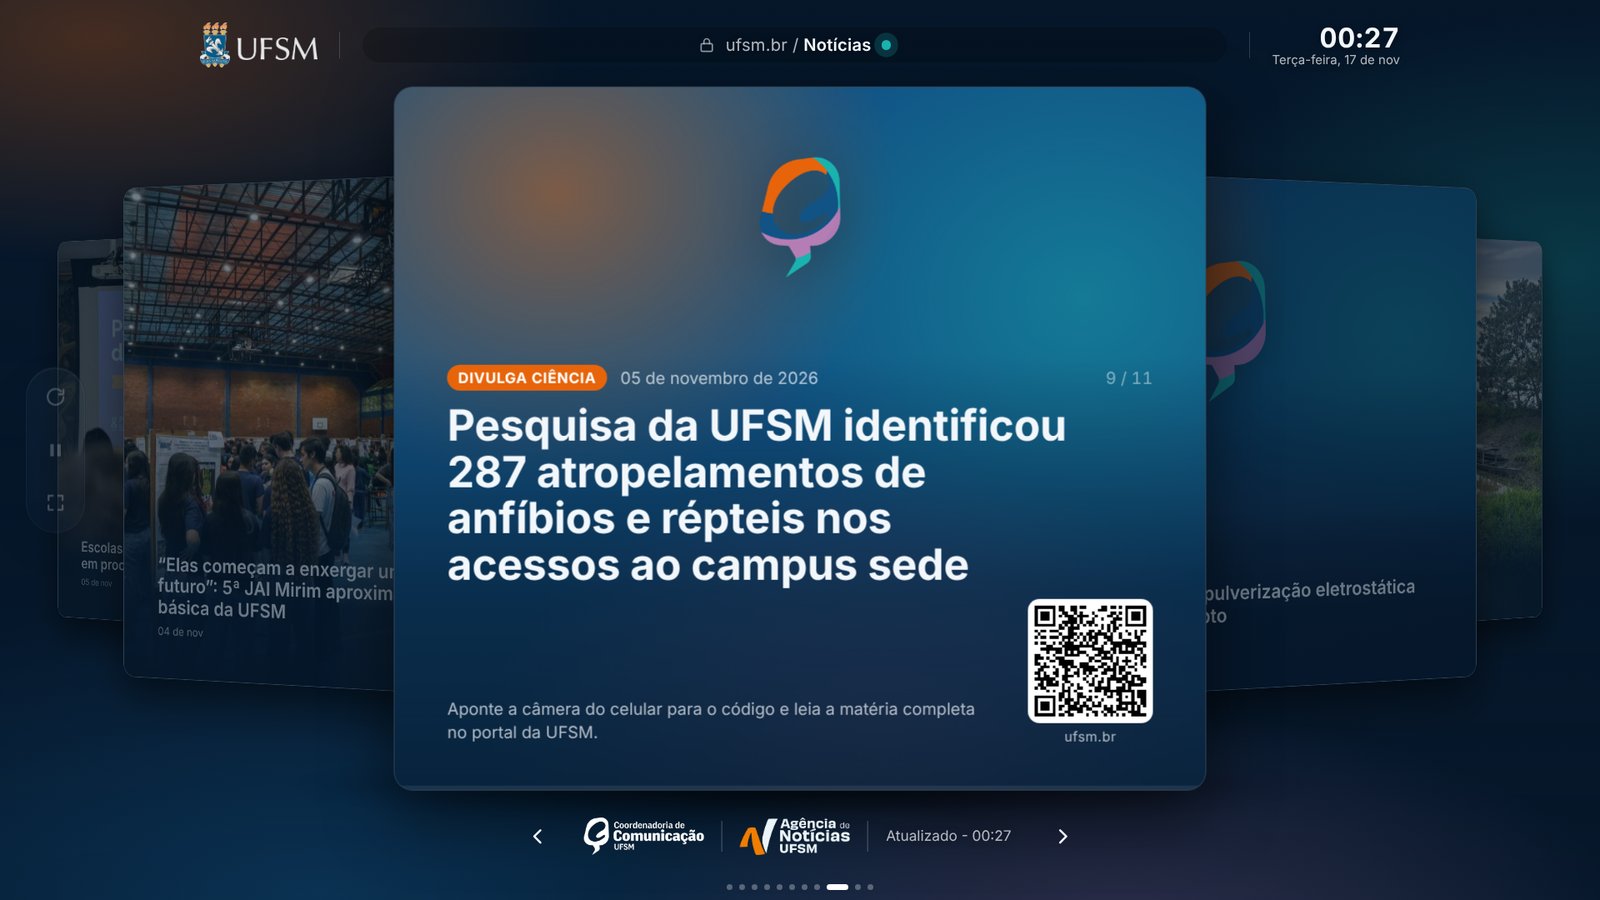 UFSM
ufsm.br / Notícias
00:27
Terça-feira, 17 de nov
DIVULGA CIÊNCIA
05 de novembro de 2026
9 / 11
Pesquisa da UFSM identificou
287 atropelamentos de
anfíbios e répteis nos
acessos ao campus sede
Aponte a câmera do celular para o código e leia a matéria completa
no portal da UFSM.
ufsm.br
Escolas
em proc
05 de nov
“Elas começam a enxergar um
futuro”: 5ª JAI Mirim aproxim
básica da UFSM
04 de nov
pulverização eletrostática
Coordenadoria de
Comunicação
UFSM
Agência de
Notícias
UFSM
Atualizado - 00:27